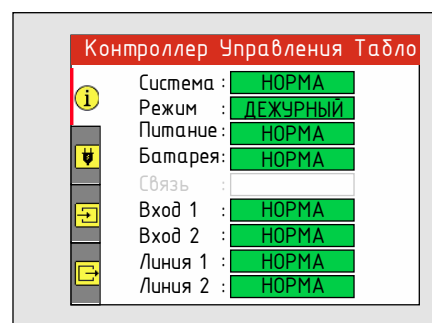 Контроллер Управления Табло
Система : НОРМА
Режим : ДЕЖУРНЫЙ
Питание : НОРМА
Батарея: НОРМА
Связь :
Вход 1 : НОРМА
Вход 2 : НОРМА
Линия 1 : НОРМА
Линия 2 : НОРМА